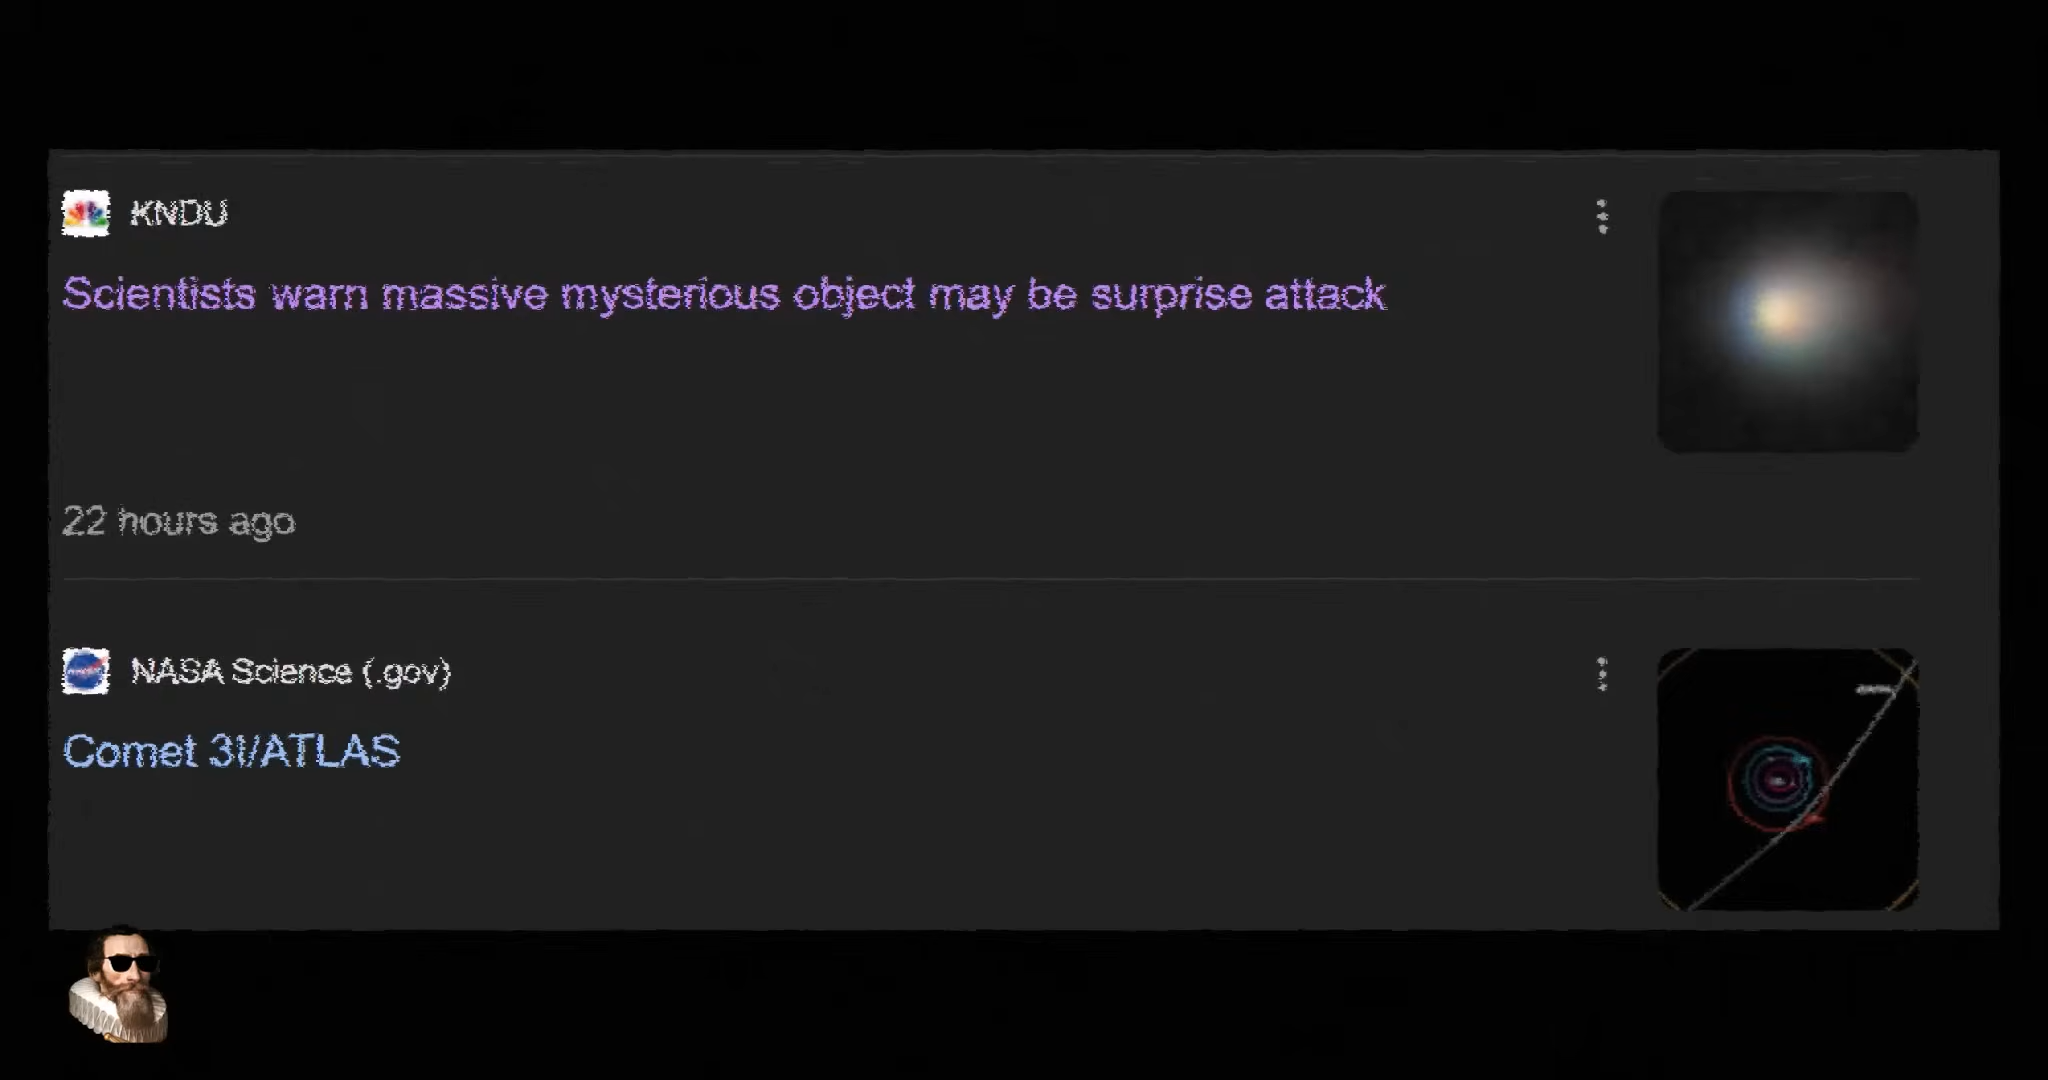 KNDU
Scientists warn massive mysterious object may be surprise attack
22 hours ago
NASA Science (.gov)
Comet 3I/ATLAS